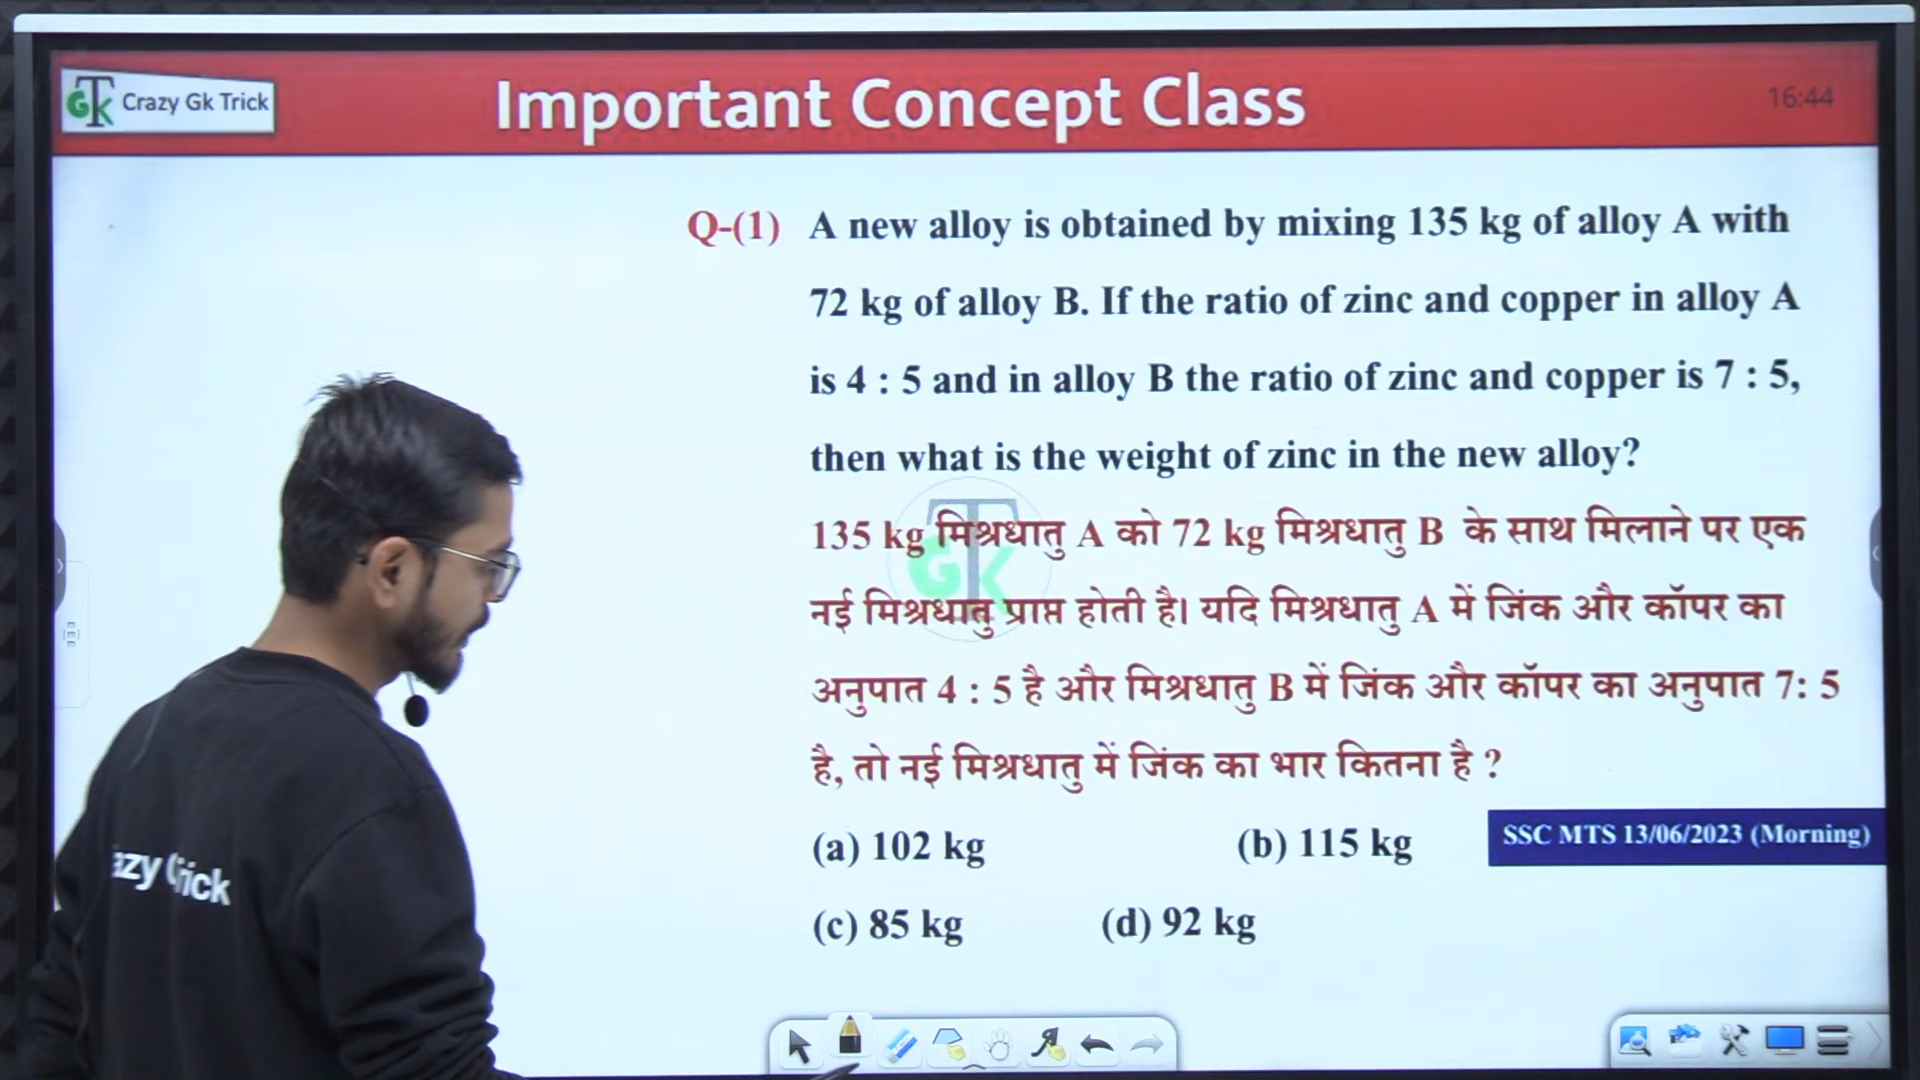 Crazy Gk Trick
Important Concept Class
16:44
Q-(1) A new alloy is obtained by mixing 135 kg of alloy A with
72 kg of alloy B. If the ratio of zinc and copper in alloy A
is 4 : 5 and in alloy B the ratio of zinc and copper is 7 : 5,
then what is the weight of zinc in the new alloy?
135 kg मिश्रधातु A को 72 kg मिश्रधातु B के साथ मिलाने पर एक
नई मिश्रधातु प्राप्त होती है। यदि मिश्रधातु A में जिंक और कॉपर का
अनुपात 4 : 5 है और मिश्रधातु B में जिंक और कॉपर का अनुपात 7: 5
है, तो नई मिश्रधातु में जिंक का भार कितना है ?
(a) 102 kg (b) 115 kg
SSC MTS 13/06/2023 (Morning)
(c) 85 kg (d) 92 kg